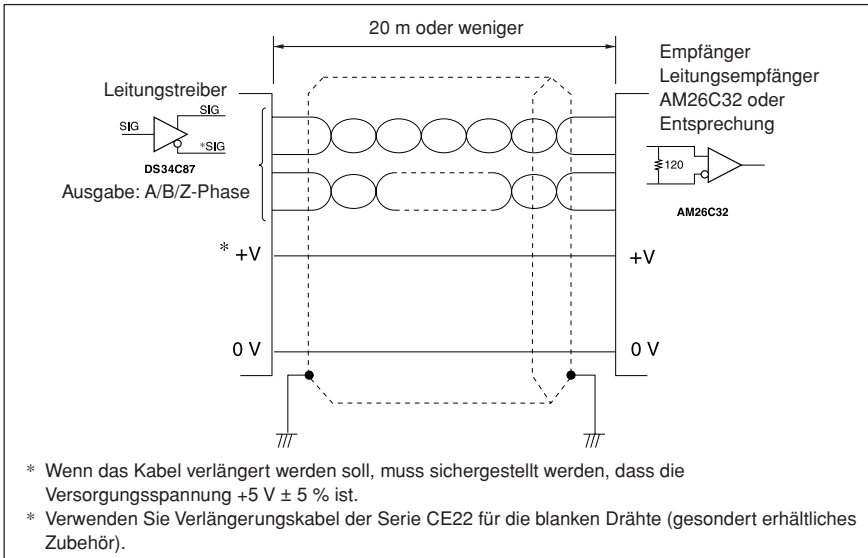 20 m oder weniger
Leitungstreiber
SIG
SIG
*SIG
DS34C87
Ausgabe: A/B/Z-Phase
Empfänger
Leitungsempfänger
AM26C32 oder
Entsprechung
120
AM26C32
* +V
+V
0 V
0 V
* Wenn das Kabel verlängert werden soll, muss sichergestellt werden, dass die
Versorgungsspannung +5 V ± 5 % ist.
* Verwenden Sie Verlängerungskabel der Serie CE22 für die blanken Drähte (gesondert erhältliches
Zubehör).